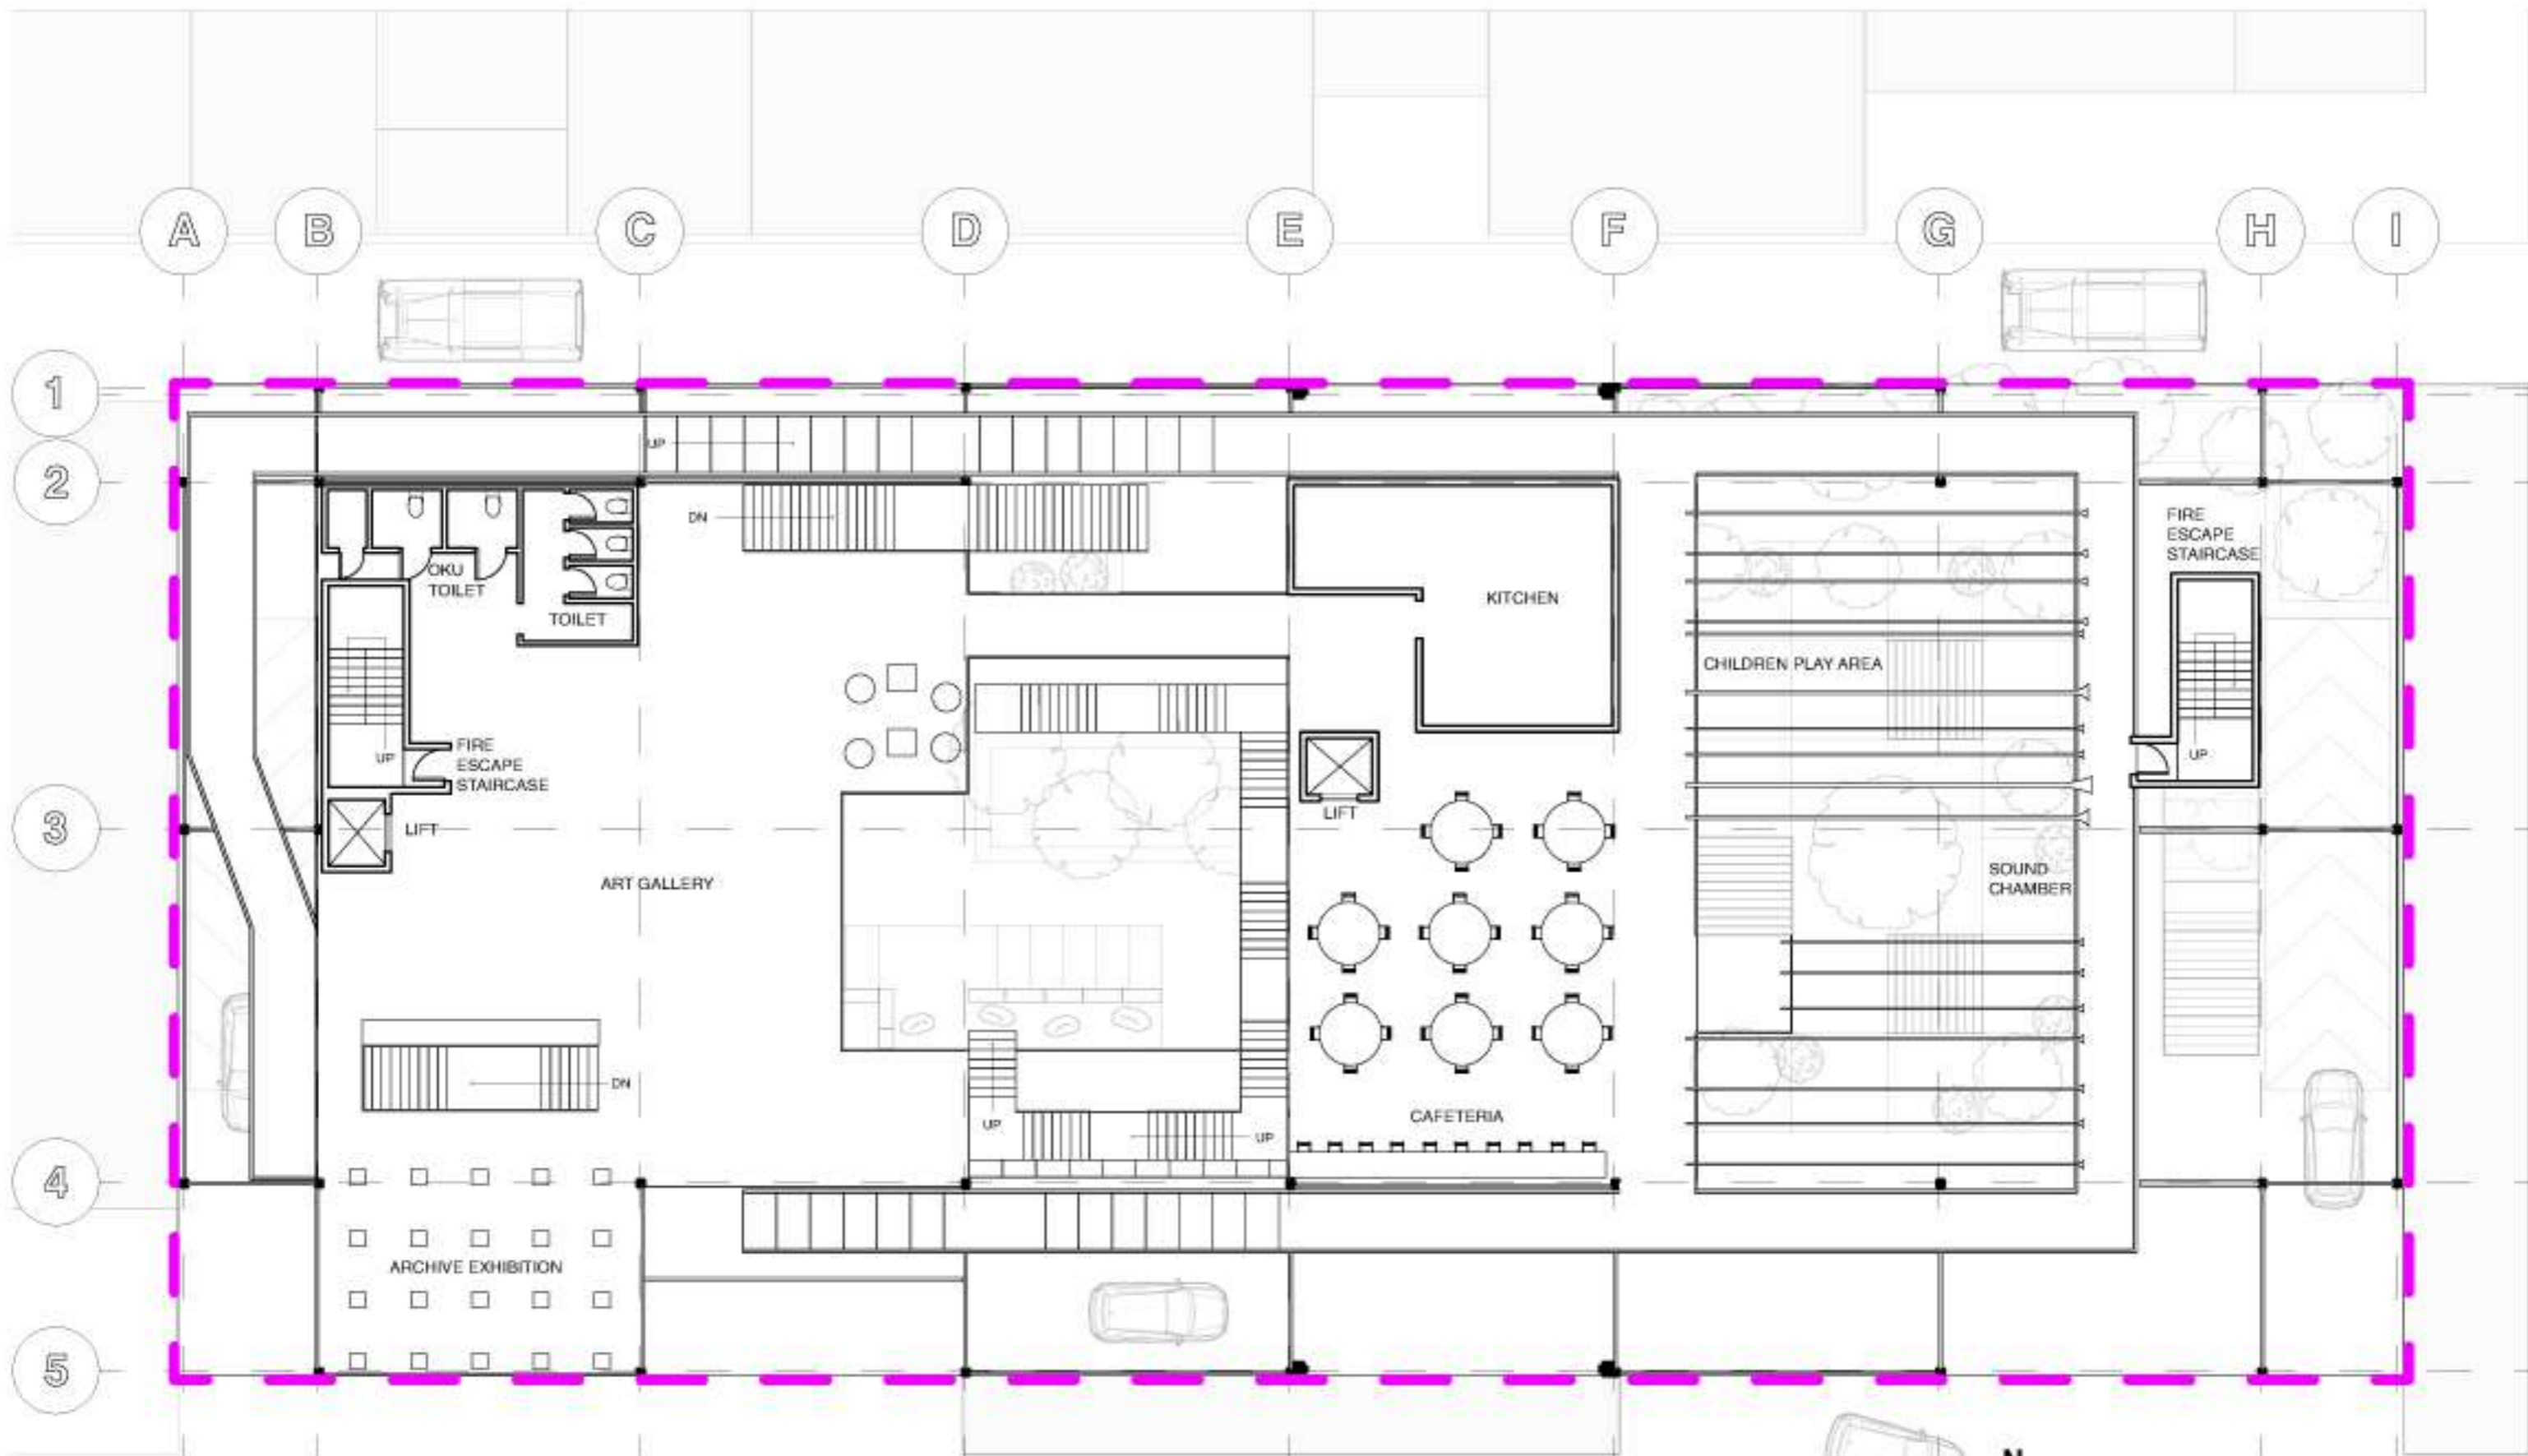 A
B
C
D
E
F
G
H
I
1
2
3
4
5
UP
DN
OKU
TOILET
TOILET
KITCHEN
FIRE
ESCAPE
STAIRCASE
CHILDREN PLAY AREA
UP
FIRE
ESCAPE
STAIRCASE
UP
LIFT
LIFT
ART GALLERY
SOUND
CHAMBER
DN
UP
UP
CAFETERIA
ARCHIVE EXHIBITION
N